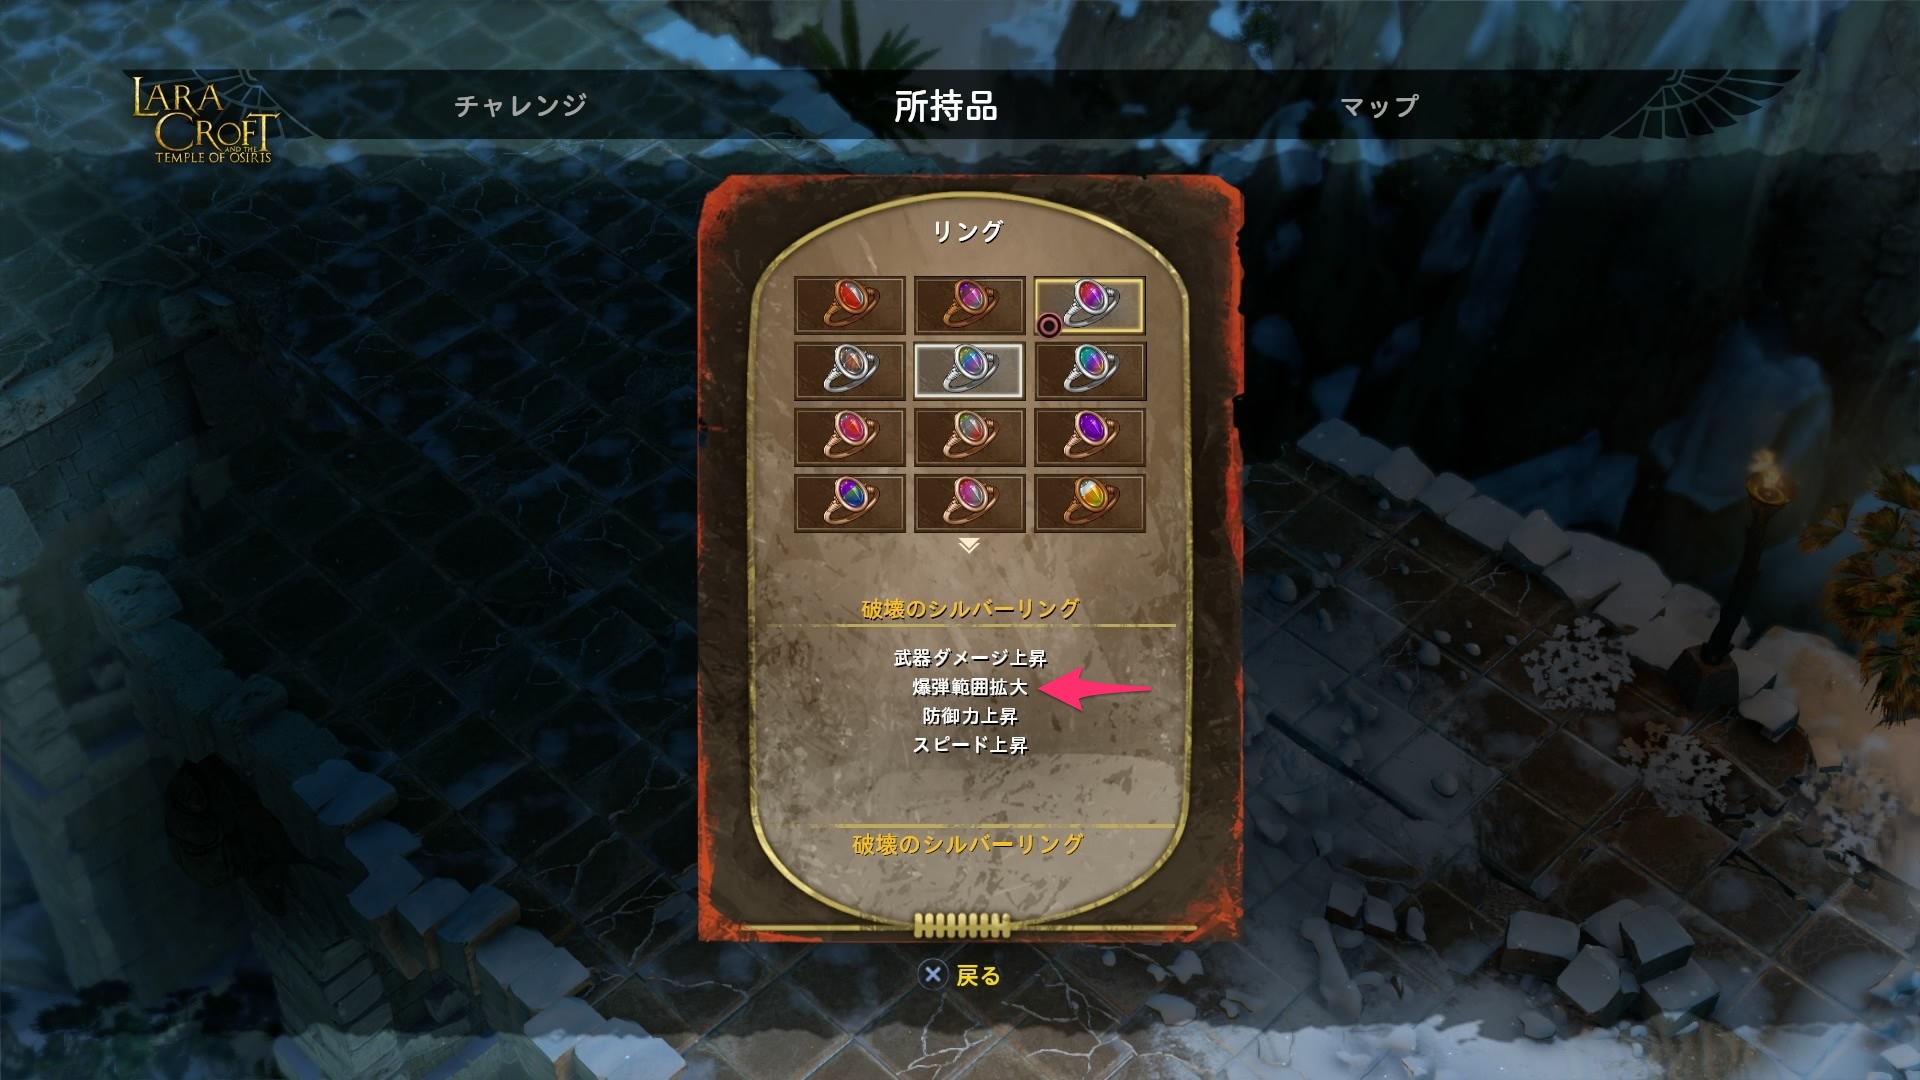 LARA
CROFT
AND THE
TEMPLE OF OSIRIS
チャレンジ
所持品
マップ
リング
破壊のシルバーリング
武器ダメージ上昇
爆弾範囲拡大
防御力上昇
スピード上昇
破壊のシルバーリング
戻る